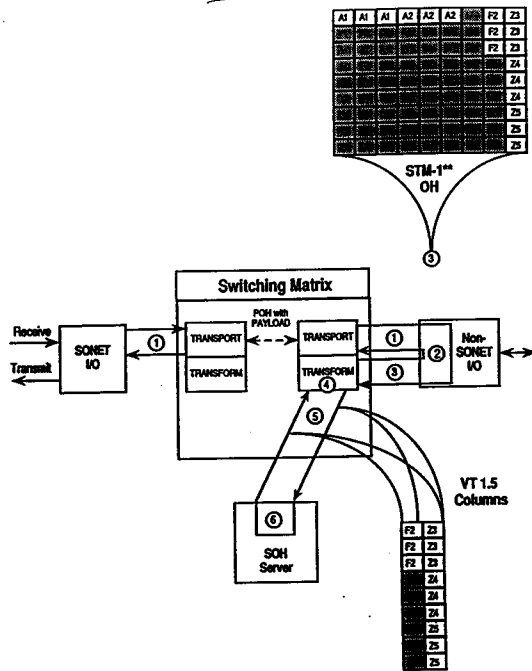 A1 A1 A1 A2 A2 A2 F2 Z3
F2 Z3
F2 Z3
Z4
Z4
Z4
Z5
Z5
Z5
STM-1**
OH
③
Switching Matrix
POH with
PAYLOAD
Receive
Transmit
SONET
I/O
①
TRANSPORT
TRANSFORM
TRANSPORT
TRANSFORM
④
①
②
③
Non-
SONET
I/O
⑤
⑥
SOH
Server
VT 1.5
Columns
F2 Z3
F2 Z3
F2 Z3
Z4
Z4
Z4
Z5
Z5
Z5